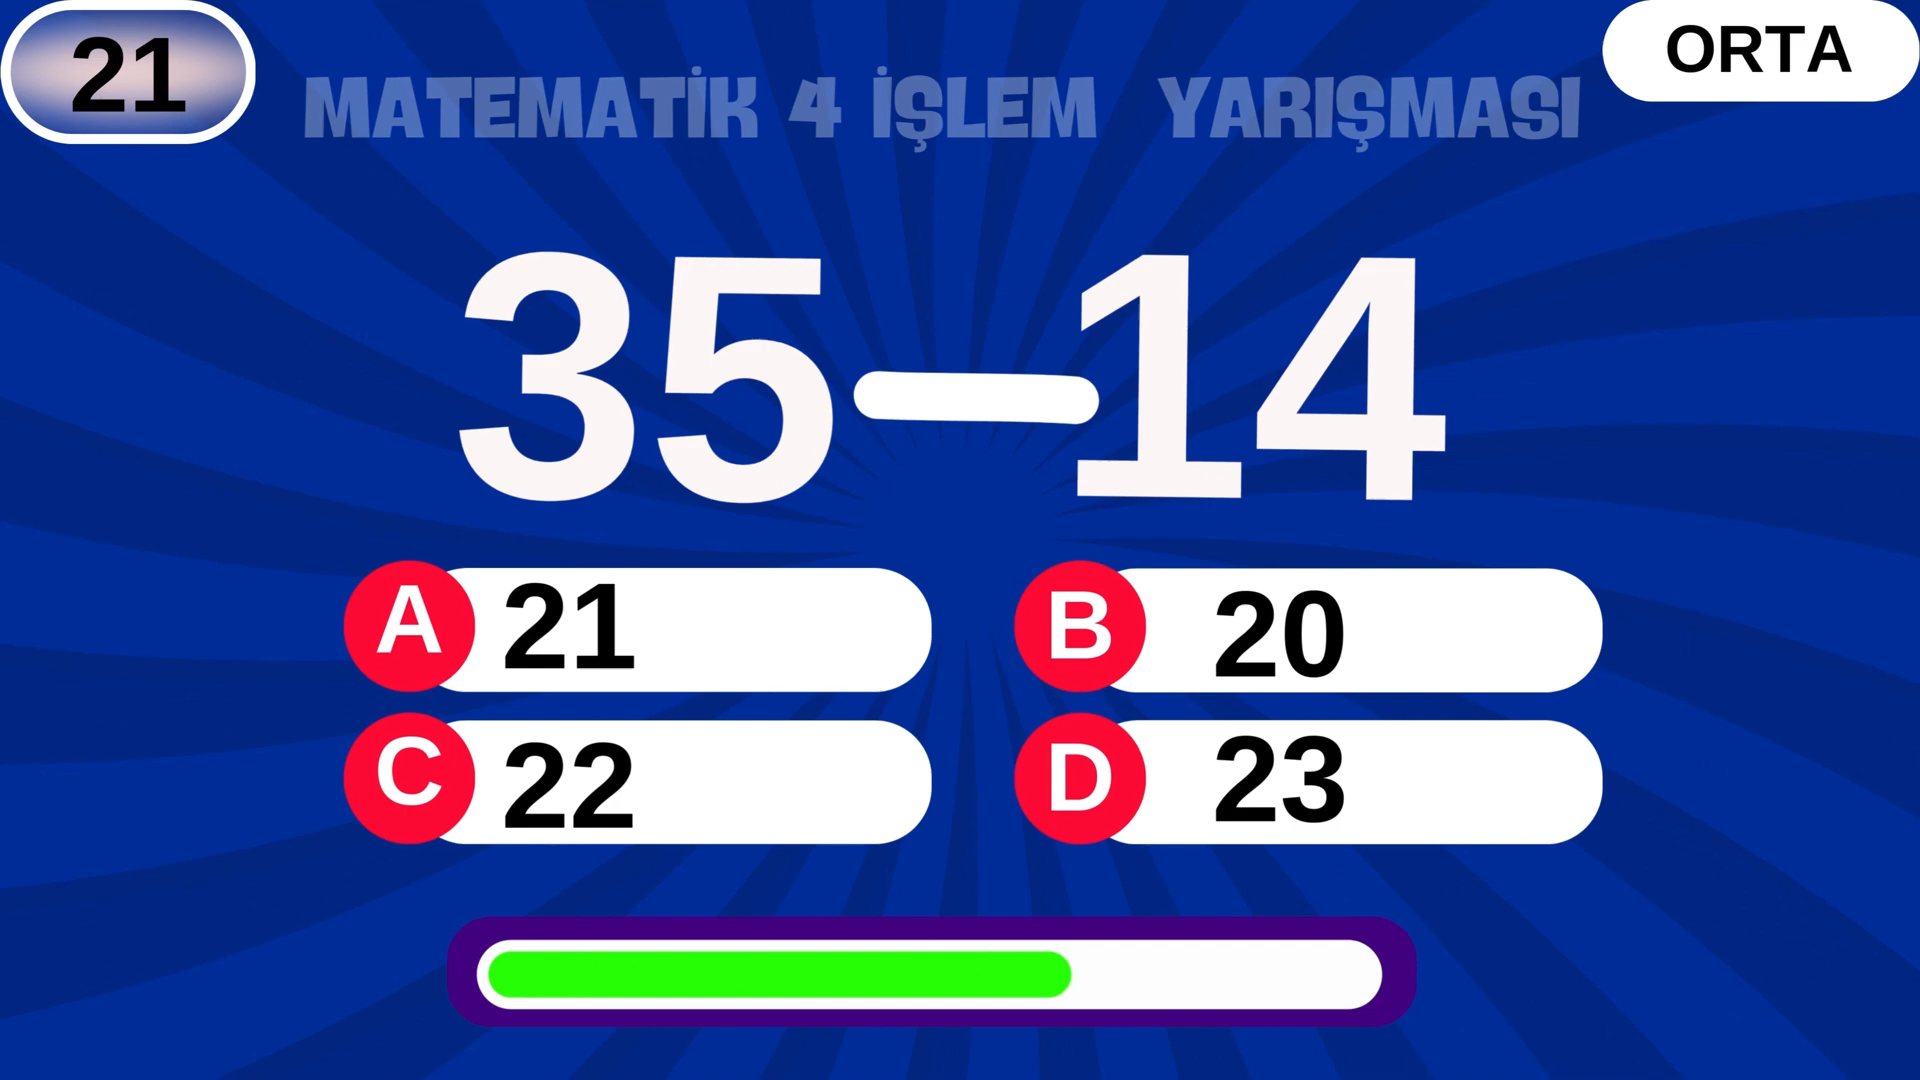 21
ORTA
MATEMATİK 4 İŞLEM YARIŞMASI
35-14
A 21
B 20
C 22
D 23